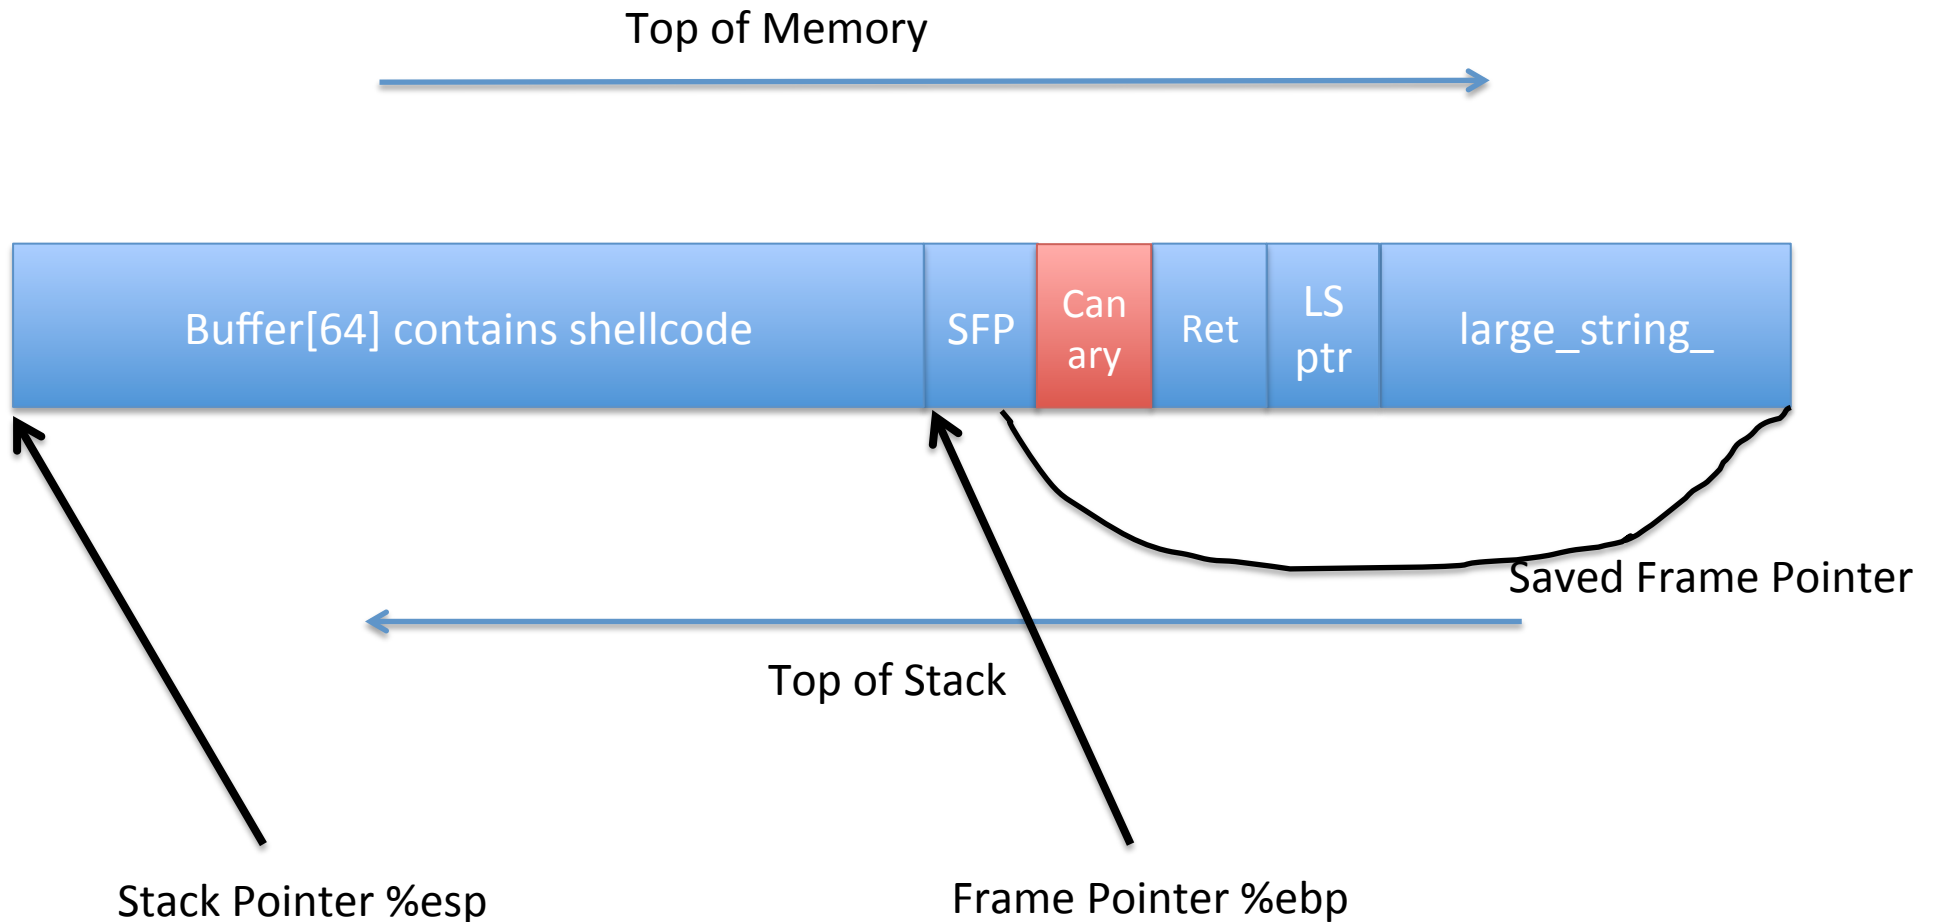 Top of Memory
Buffer[64] contains shellcode
SFP
Can
ary
Ret
LS
ptr
large_string_
Saved Frame Pointer
Top of Stack
Stack Pointer %esp
Frame Pointer %ebp